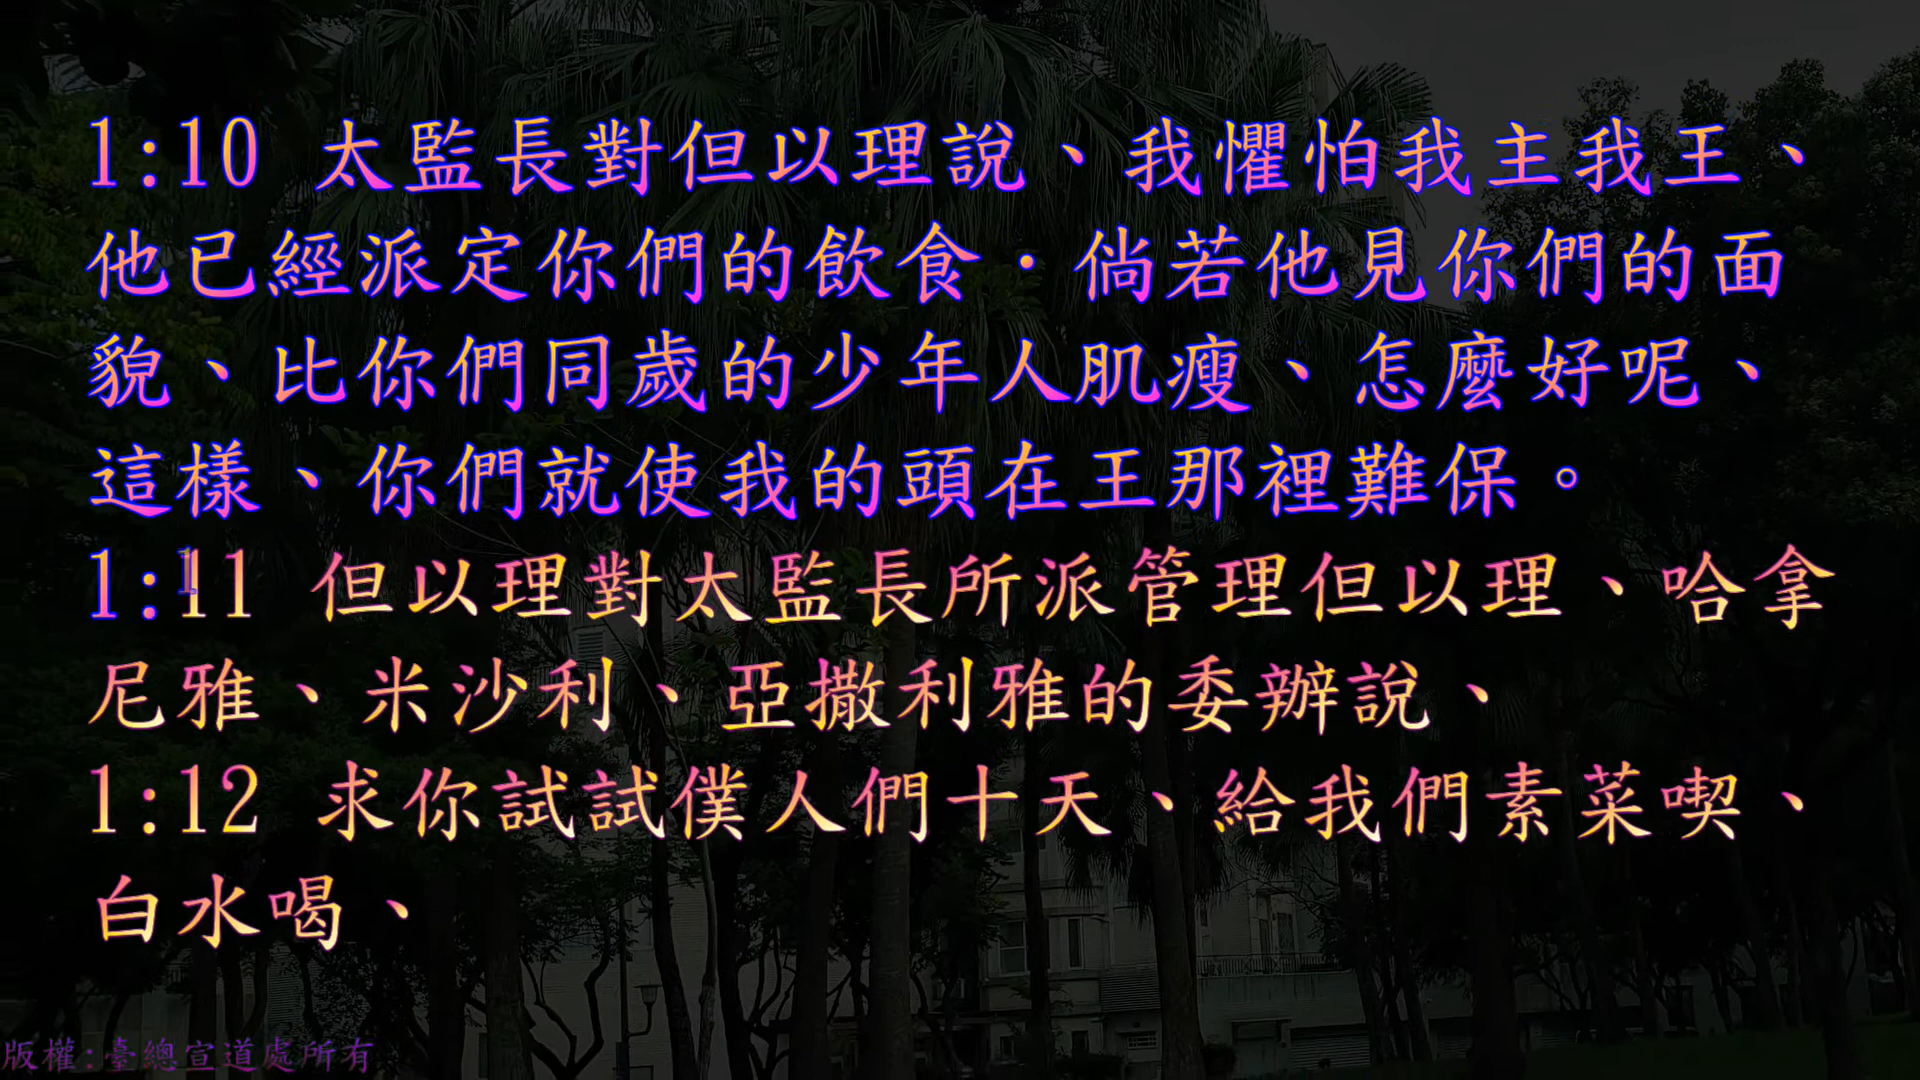 1:10 太監長對但以理說、我懼怕我主我王、
他已經派定你們的飲食．倘若他見你們的面
貌、比你們同歲的少年人肌瘦、怎麼好呢、
這樣、你們就使我的頭在王那裡難保。
1:11 但以理對太監長所派管理但以理、哈拿
尼雅、米沙利、亞撒利雅的委辦說、
1:12 求你試試僕人們十天、給我們素菜喫、
白水喝、
版權:臺總宣道處所有